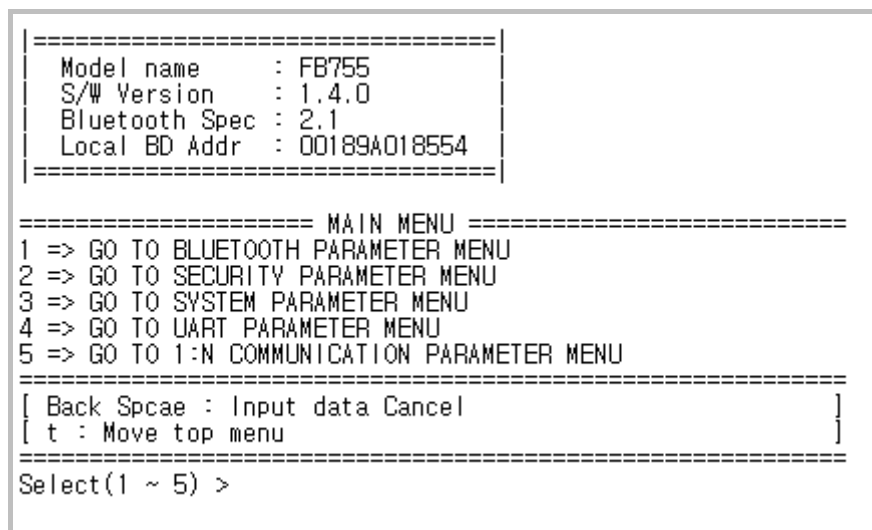 |=================================|
|  Model name     : FB755         |
|  S/₩ Version    : 1.4.0         |
|  Bluetooth Spec : 2.1           |
|  Local BD Addr  : 00189A018554  |
|=================================|
===================== MAIN MENU ===========================
1 => GO TO BLUETOOTH PARAMETER MENU
2 => GO TO SECURITY PARAMETER MENU
3 => GO TO SYSTEM PARAMETER MENU
4 => GO TO UART PARAMETER MENU
5 => GO TO 1:N COMMUNICATION PARAMETER MENU
===========================================================
[ Back Spcae : Input data Cancel                          ]
[ t : Move top menu                                       ]
===========================================================
Select(1 ~ 5) >